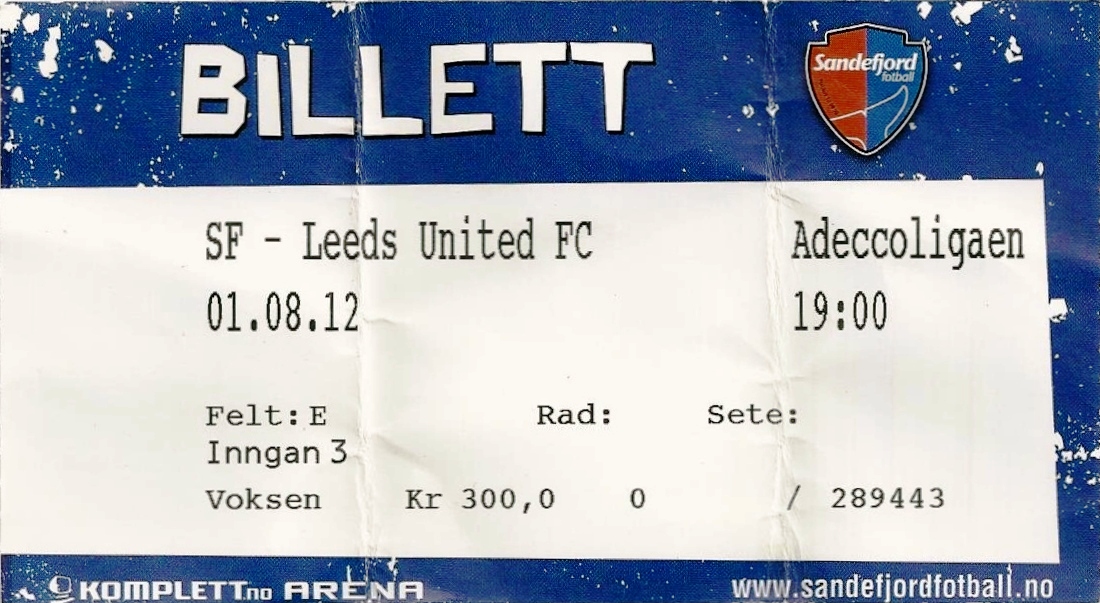 BILLETT
Sandefjord
fotball
SF - Leeds United FC Adeccoligaen
01.08.12 19:00
Felt: E Rad: Sete:
Inngan 3
Voksen Kr 300,0 0 / 289443
KOMPLETT.no ARENA www.sandefjordfotball.no